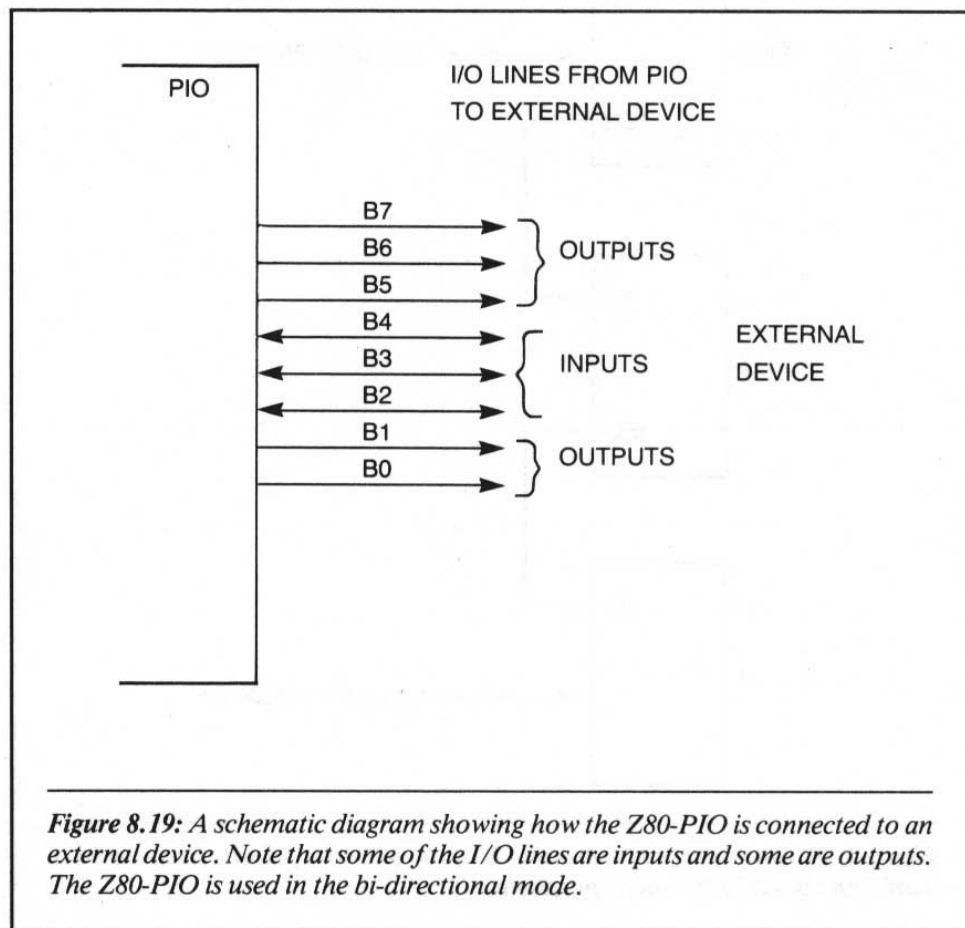 PIO
I/O LINES FROM PIO
TO EXTERNAL DEVICE
B7
B6
B5
OUTPUTS
B4
B3
B2
INPUTS
EXTERNAL
DEVICE
B1
B0
OUTPUTS
Figure 8.19: A schematic diagram showing how the Z80-PIO is connected to an
external device. Note that some of the I/O lines are inputs and some are outputs.
The Z80-PIO is used in the bi-directional mode.